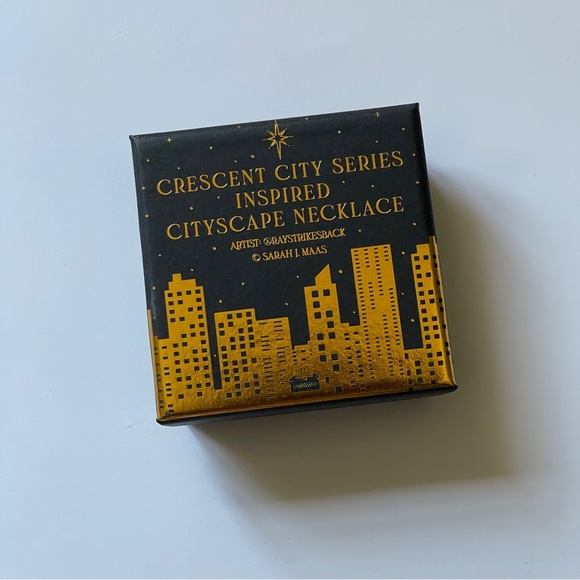 CRESCENT CITY SERIES
INSPIRED
CITYSCAPE NECKLACE
ARTIST: @RAYSTRIKESBACK
© SARAH J. MAAS